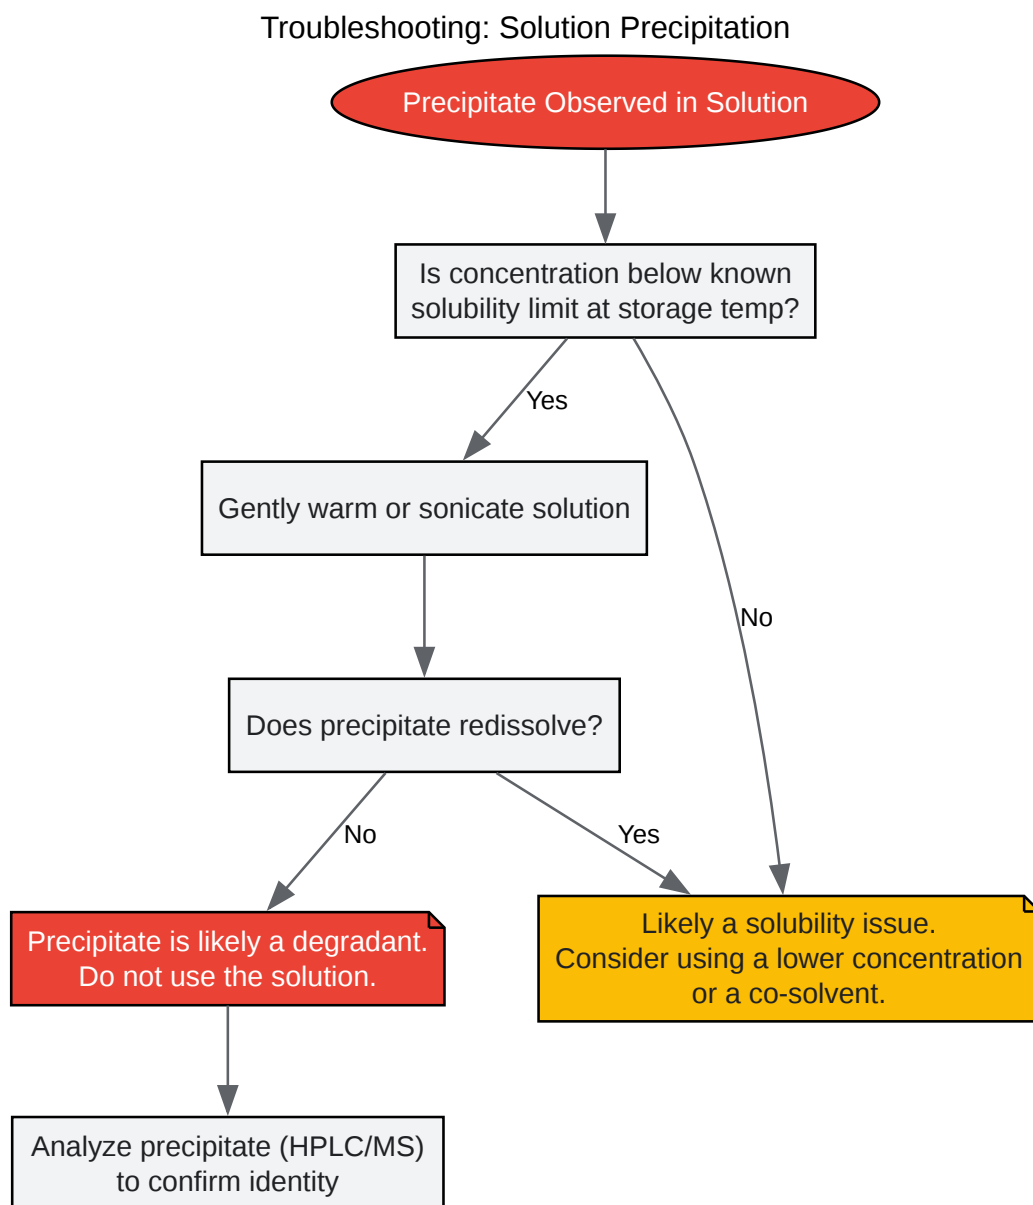 Troubleshooting: Solution Precipitation
Precipitate Observed in Solution
Is concentration below known
solubility limit at storage temp?
Yes
Gently warm or sonicate solution
No
Does precipitate redissolve?
No
Yes
Precipitate is likely a degradant.
Do not use the solution.
Likely a solubility issue.
Consider using a lower concentration
or a co-solvent.
Analyze precipitate (HPLC/MS)
to confirm identity